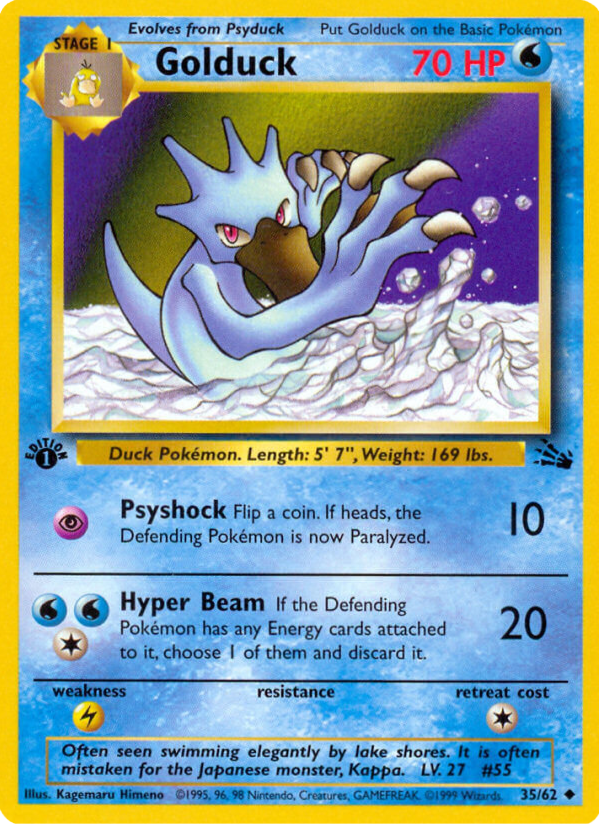 Evolves from Psyduck Put Golduck on the Basic Pokémon
STAGE 1
Golduck 70 HP
EDITION
1
Duck Pokémon. Length: 5' 7", Weight: 169 lbs.
Psyshock Flip a coin. If heads, the
Defending Pokémon is now Paralyzed.
10
Hyper Beam If the Defending
Pokémon has any Energy cards attached
to it, choose 1 of them and discard it.
20
weakness resistance retreat cost
Often seen swimming elegantly by lake shores. It is often
mistaken for the Japanese monster, Kappa. LV. 27 #55
Illus. Kagemaru Himeno ©1995, 96, 98 Nintendo, Creatures, GAMEFREAK. ©1999 Wizards. 35/62